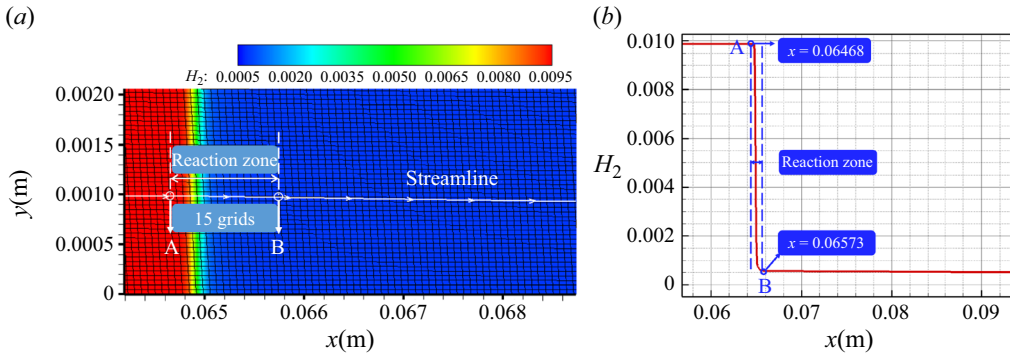 (a)
H2: 0.0005 0.0020 0.0035 0.0050 0.0065 0.0080 0.0095
0.0020
0.0015
0.0010
0.0005
0
y(m)
Reaction zone
Streamline
15 grids
A
B
0.065 0.066 0.067 0.068
x(m)
(b)
0.010
0.008
0.006
0.004
0.002
0
H2
A
x = 0.06468
Reaction zone
x = 0.06573
B
0.06 0.07 0.08 0.09
x(m)